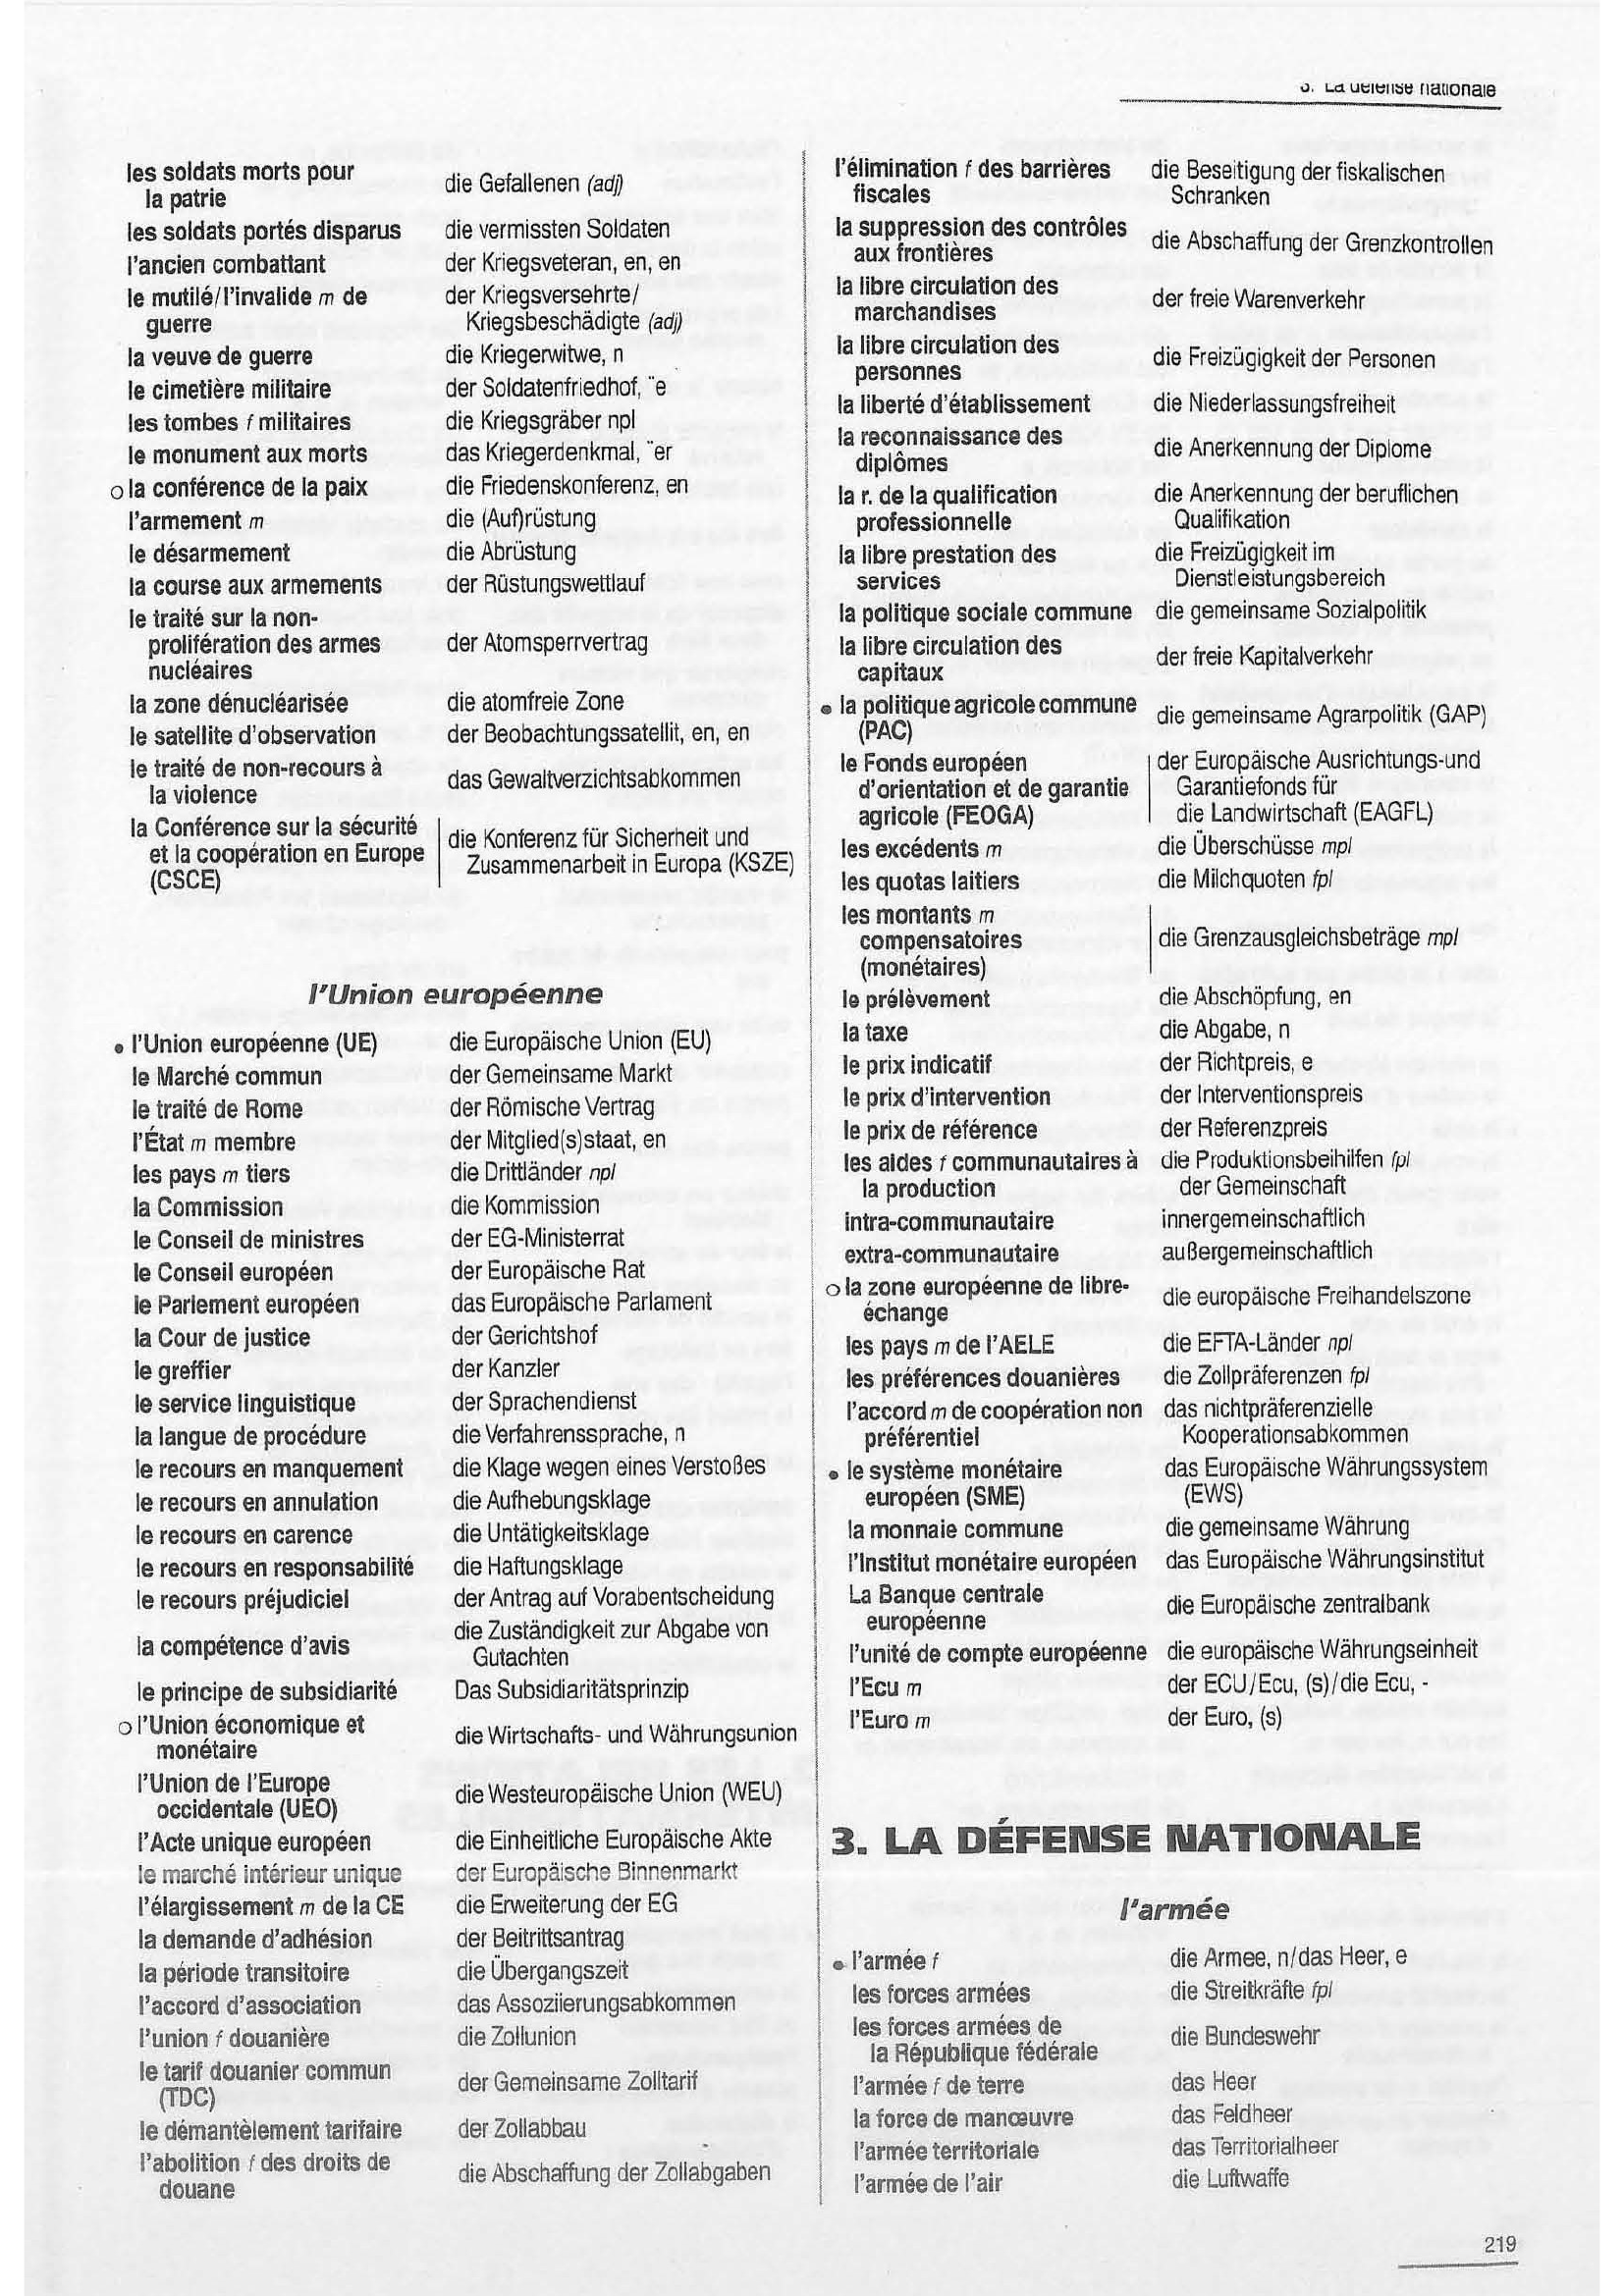 3. La défense nationale
les soldats morts pour
la patrie
die Gefallenen (adj)
les soldats portés disparus die vermissten Soldaten
l'ancien combattant der Kriegsveteran, en, en
le mutilé/l'invalide m de der Kriegsversehrte/
guerre Kriegsbeschädigte (adj)
la veuve de guerre die Kriegerwitwe, n
le cimetière militaire der Soldatenfriedhof, ¨e
les tombes f militaires die Kriegsgräber npl
le monument aux morts das Kriegerdenkmal, ¨er
o la conférence de la paix die Friedenskonferenz, en
l'armement m die (Auf)rüstung
le désarmement die Abrüstung
la course aux armements der Rüstungswettlauf
le traité sur la non-
prolifération des armes der Atomsperrvertrag
nucléaires
la zone dénucléarisée die atomfreie Zone
le satellite d'observation der Beobachtungssatellit, en, en
le traité de non-recours à
la violence
das Gewaltverzichtsabkommen
la Conférence sur la sécurité die Konferenz für Sicherheit und
et la coopération en Europe Zusammenarbeit in Europa (KSZE)
(CSCE)
l'Union européenne
• l'Union européenne (UE) die Europäische Union (EU)
le Marché commun der Gemeinsame Markt
le traité de Rome der Römische Vertrag
l'État m membre der Mitglied(s)staat, en
les pays m tiers die Drittländer npl
la Commission die Kommission
le Conseil de ministres der EG-Ministerrat
le Conseil européen der Europäische Rat
le Parlement européen das Europäische Parlament
la Cour de justice der Gerichtshof
le greffier der Kanzler
le service linguistique der Sprachendienst
la langue de procédure die Verfahrenssprache, n
le recours en manquement die Klage wegen eines Verstoßes
le recours en annulation die Aufhebungsklage
le recours en carence die Untätigkeitsklage
le recours en responsabilité die Haftungsklage
le recours préjudiciel der Antrag auf Vorabentscheidung
la compétence d'avis die Zuständigkeit zur Abgabe von
Gutachten
le principe de subsidiarité Das Subsidiaritätsprinzip
o l'Union économique et
monétaire
die Wirtschafts- und Währungsunion
l'Union de l'Europe
occidentale (UEO)
die Westeuropäische Union (WEU)
l'Acte unique européen die Einheitliche Europäische Akte
le marché intérieur unique der Europäische Binnenmarkt
l'élargissement m de la CE die Erweiterung der EG
la demande d'adhésion der Beitrittsantrag
la période transitoire die Übergangszeit
l'accord d'association das Assoziierungsabkommen
l'union f douanière die Zollunion
le tarif douanier commun
(TDC)
der Gemeinsame Zolltarif
le démantèlement tarifaire der Zollabbau
l'abolition f des droits de
douane
die Abschaffung der Zollabgaben
l'élimination f des barrières die Beseitigung der fiskalischen
fiscales Schranken
la suppression des contrôles
aux frontières
die Abschaffung der Grenzkontrollen
la libre circulation des
marchandises
der freie Warenverkehr
la libre circulation des
personnes
die Freizügigkeit der Personen
la liberté d'établissement die Niederlassungsfreiheit
la reconnaissance des
diplômes
die Anerkennung der Diplome
la r. de la qualification die Anerkennung der beruflichen
professionnelle Qualifikation
la libre prestation des die Freizügigkeit im
services Dienstleistungsbereich
la politique sociale commune die gemeinsame Sozialpolitik
la libre circulation des
capitaux
der freie Kapitalverkehr
• la politique agricole commune
(PAC)
die gemeinsame Agrarpolitik (GAP)
le Fonds européen der Europäische Ausrichtungs-und
d'orientation et de garantie Garantiefonds für
agricole (FEOGA) die Landwirtschaft (EAGFL)
les excédents m die Überschüsse mpl
les quotas laitiers die Milchquoten fpl
les montants m
compensatoires die Grenzausgleichsbeträge mpl
(monétaires)
le prélèvement die Abschöpfung, en
la taxe die Abgabe, n
le prix indicatif der Richtpreis, e
le prix d'intervention der Interventionspreis
le prix de référence der Referenzpreis
les aides f communautaires à die Produktionsbeihilfen fpl
la production der Gemeinschaft
intra-communautaire innergemeinschaftlich
extra-communautaire außergemeinschaftlich
o la zone européenne de libre-
échange
die europäische Freihandelszone
les pays m de l'AELE die EFTA-Länder npl
les préférences douanières die Zollpräferenzen fpl
l'accord m de coopération non das nichtpräferenzielle
préférentiel Kooperationsabkommen
• le système monétaire das Europäische Währungssystem
européen (SME) (EWS)
la monnaie commune die gemeinsame Währung
l'Institut monétaire européen das Europäische Währungsinstitut
La Banque centrale
européenne
die Europäische zentralbank
l'unité de compte européenne die europäische Währungseinheit
l'Ecu m der ECU/Ecu, (s)/die Ecu, -
l'Euro m der Euro, (s)
3. LA DÉFENSE NATIONALE
l'armée
• l'armée f die Armee, n/das Heer, e
les forces armées die Streitkräfte fpl
les forces armées de
la République fédérale
die Bundeswehr
l'armée f de terre das Heer
la force de manœuvre das Feldheer
l'armée territoriale das Territorialheer
l'armée de l'air die Luftwaffe
219